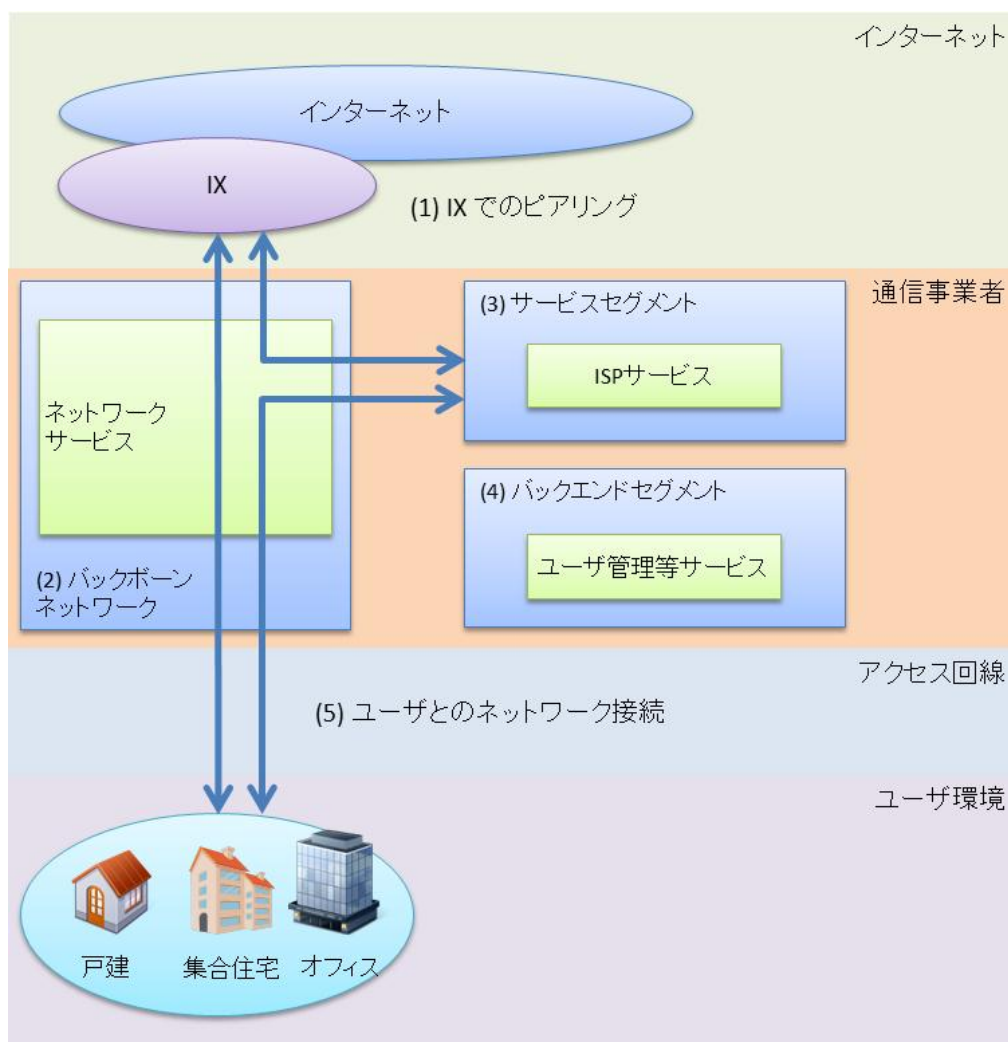 インターネット
インターネット
IX
(1) IX でのピアリング
通信事業者
(3) サービスセグメント
ISPサービス
ネットワーク
サービス
(4) バックエンドセグメント
ユーザ管理等サービス
(2) バックボーン
ネットワーク
アクセス回線
(5) ユーザとのネットワーク接続
ユーザ環境
戸建
集合住宅
オフィス